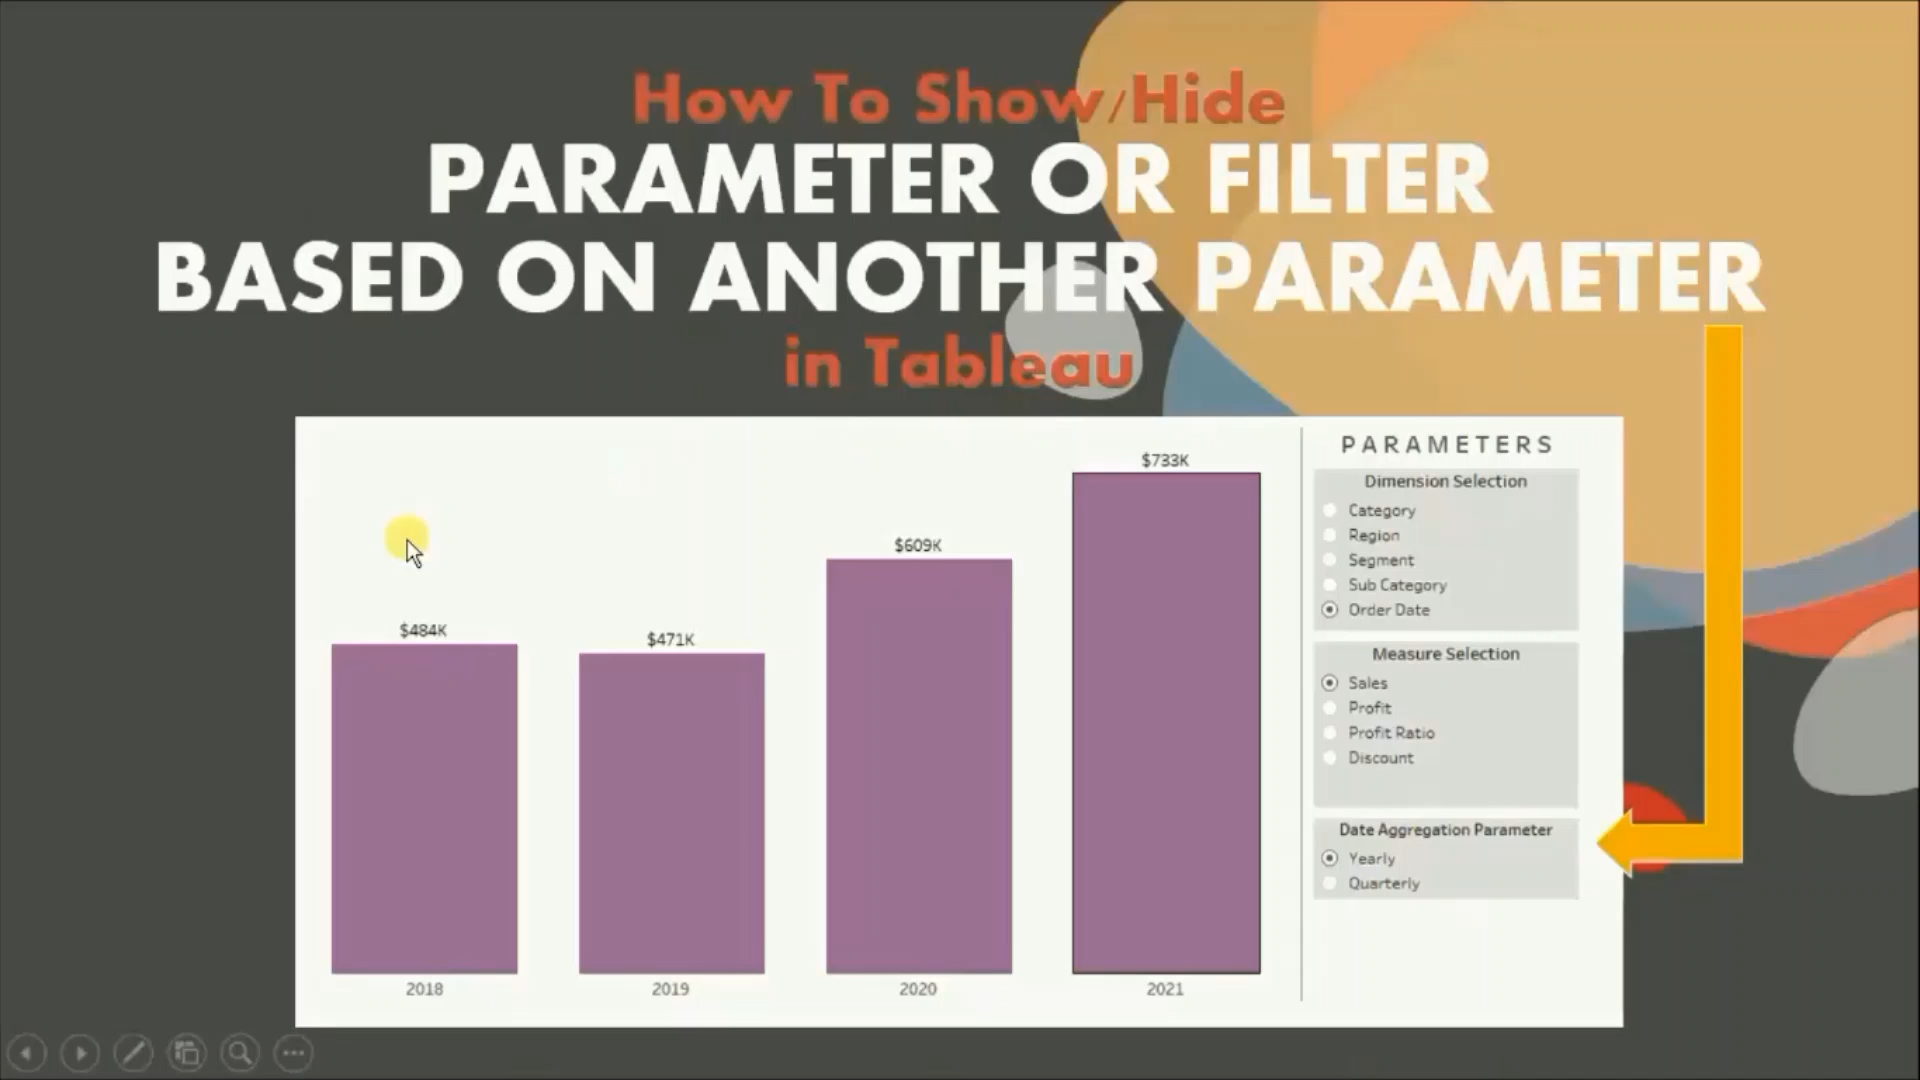 How To Show/Hide
PARAMETER OR FILTER
BASED ON ANOTHER PARAMETER
in Tableau
$484K
$471K
$609K
$733K
2018
2019
2020
2021
PARAMETERS
Dimension Selection
Category
Region
Segment
Sub Category
Order Date
Measure Selection
Sales
Profit
Profit Ratio
Discount
Date Aggregation Parameter
Yearly
Quarterly